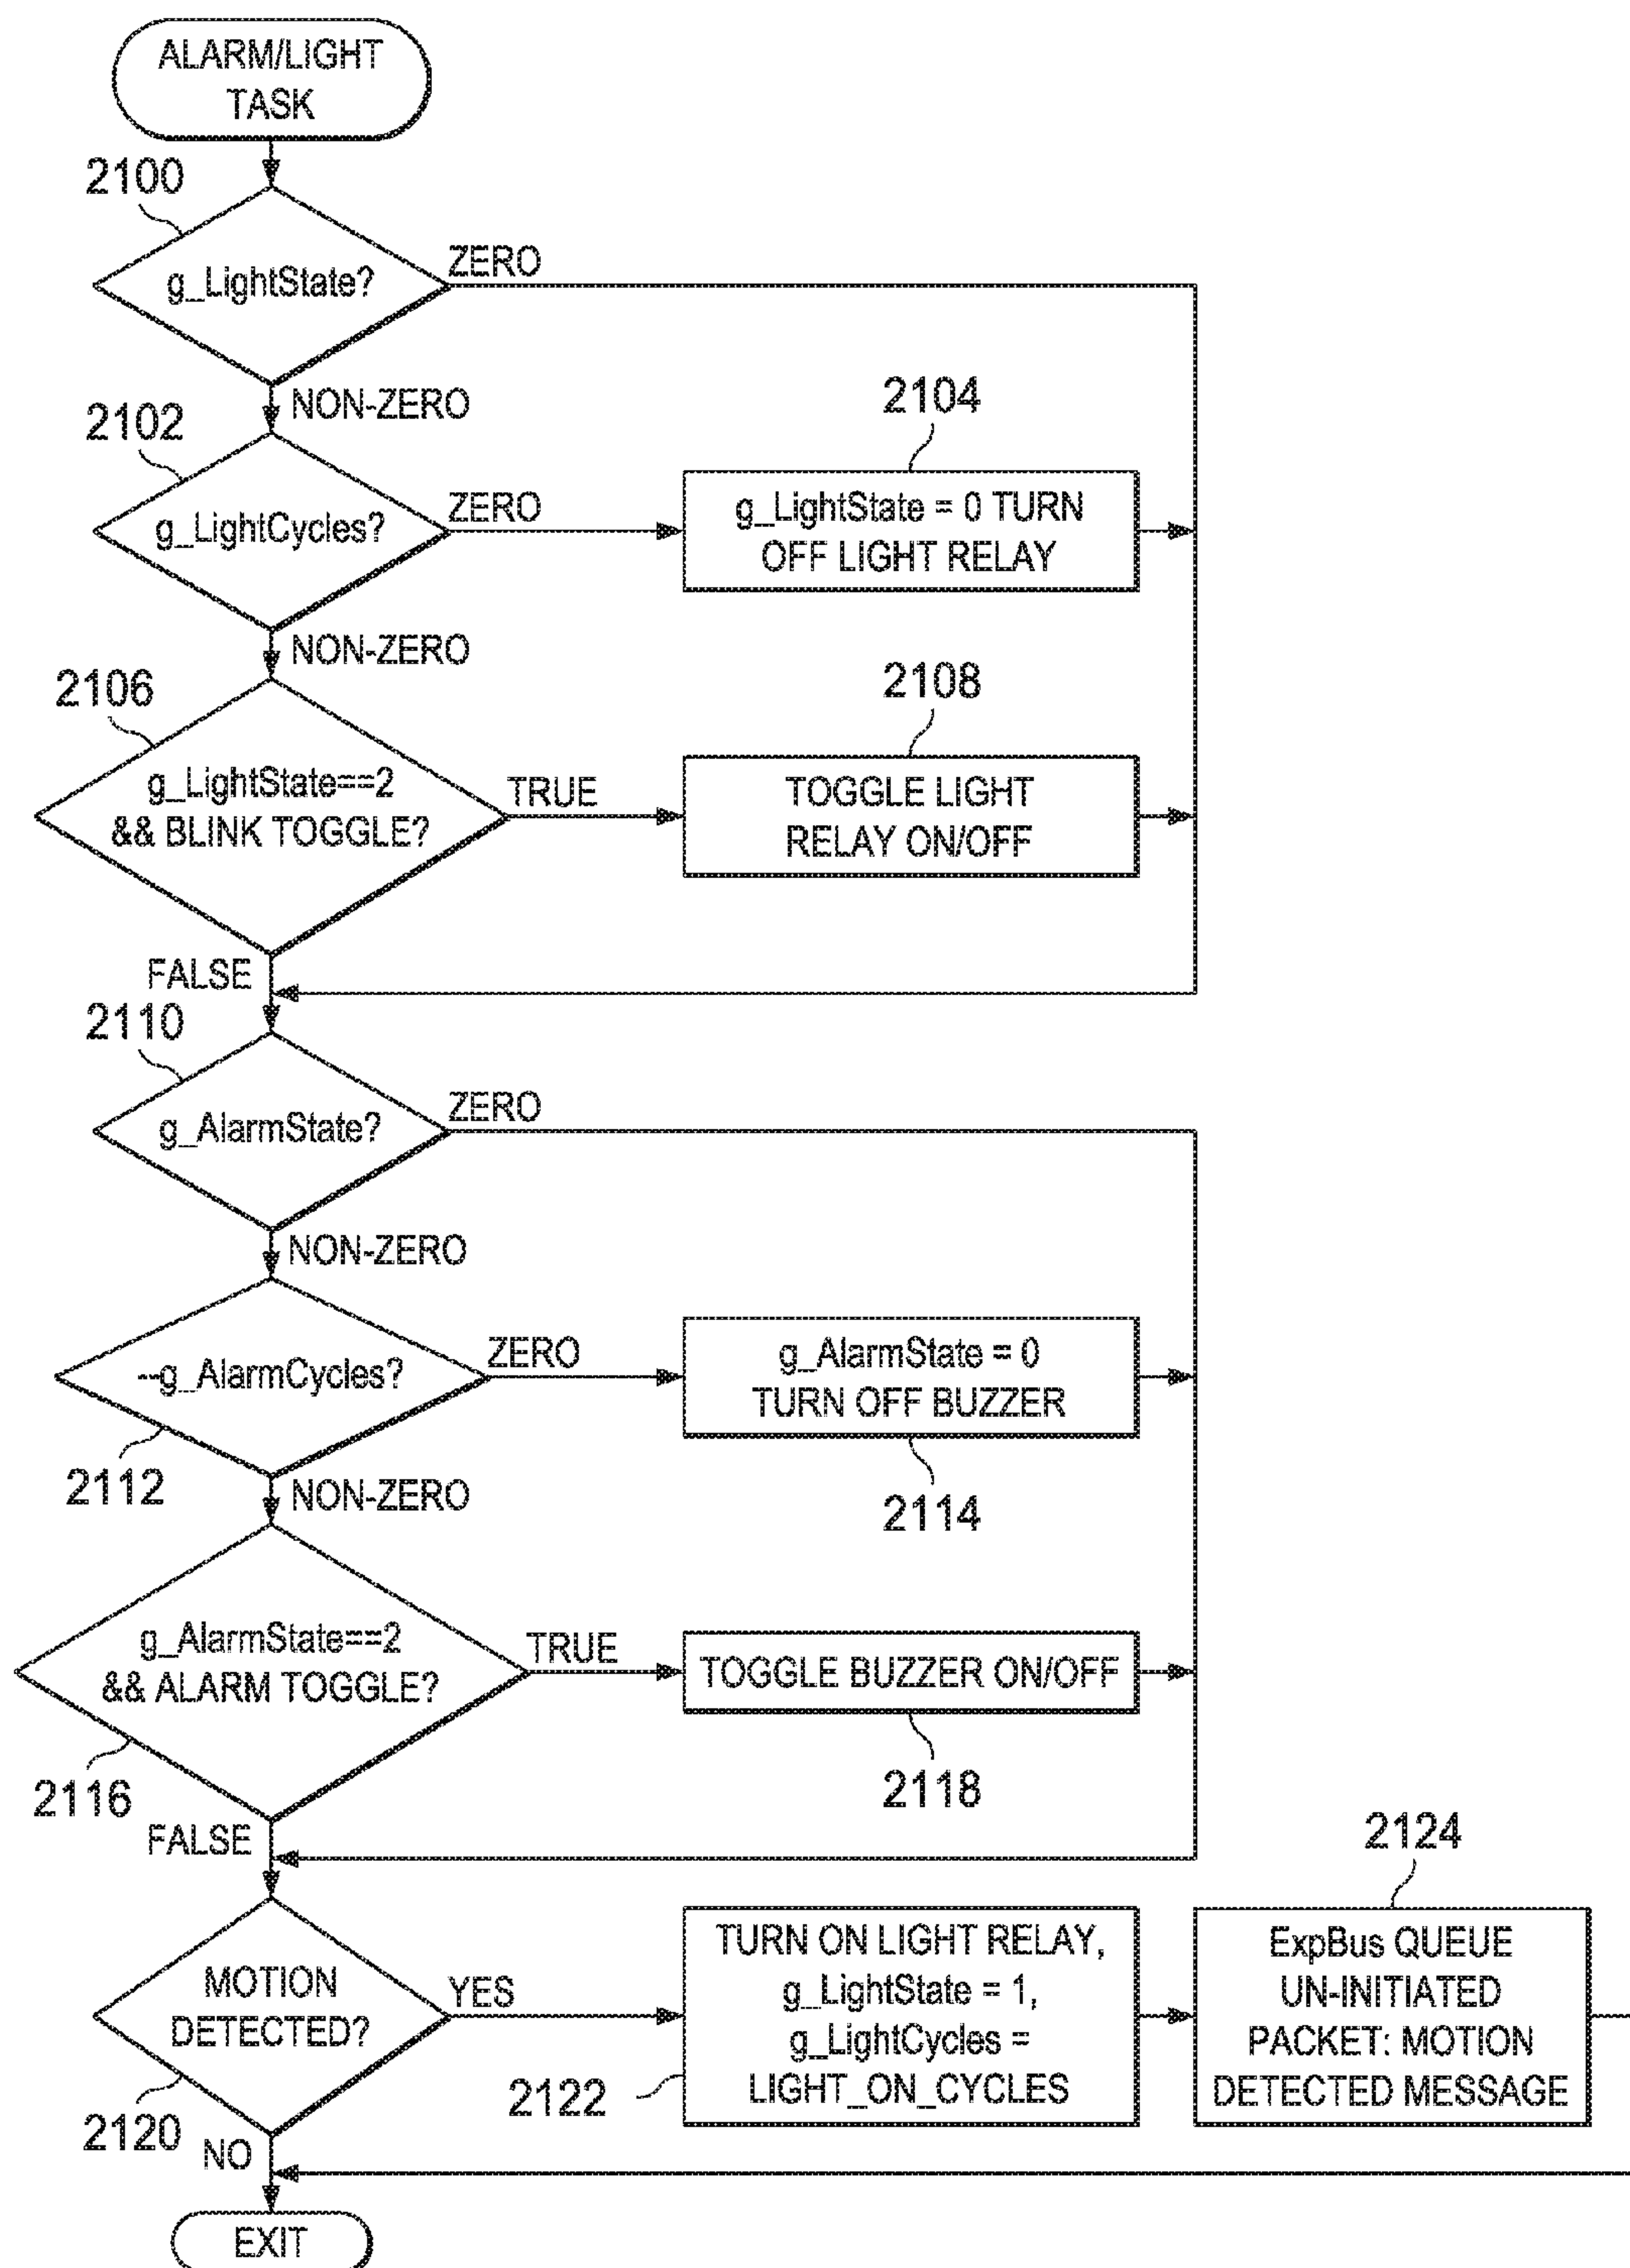 ALARM/LIGHT
TASK
2100
g_LightState?
ZERO
NON-ZERO
2102
g_LightCycles?
ZERO
2104
g_LightState = 0 TURN
OFF LIGHT RELAY
NON-ZERO
2106
g_LightState==2
&& BLINK TOGGLE?
TRUE
2108
TOGGLE LIGHT
RELAY ON/OFF
FALSE
2110
g_AlarmState?
ZERO
NON-ZERO
--g_AlarmCycles?
2112
ZERO
g_AlarmState = 0
TURN OFF BUZZER
2114
NON-ZERO
g_AlarmState==2
&& ALARM TOGGLE?
2116
TRUE
TOGGLE BUZZER ON/OFF
2118
FALSE
MOTION
DETECTED?
2120
YES
TURN ON LIGHT RELAY,
g_LightState = 1,
g_LightCycles =
LIGHT_ON_CYCLES
2122
2124
ExpBus QUEUE
UN-INITIATED
PACKET: MOTION
DETECTED MESSAGE
NO
EXIT